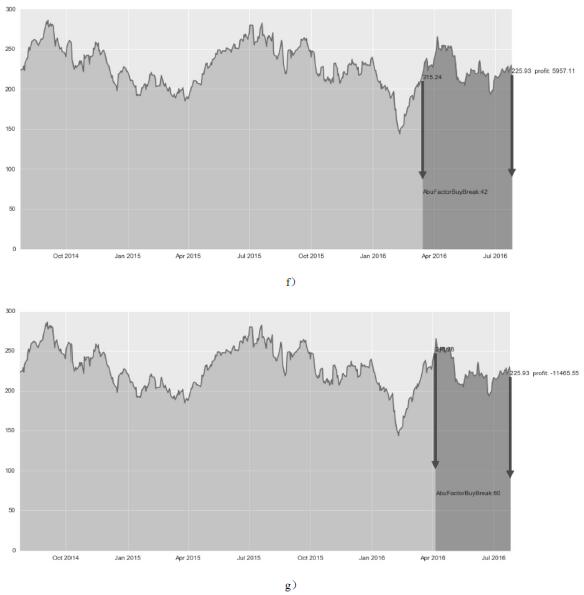 300
250
200
150
100
50
0
215.24
225.93 profit: 5957.11
AbuFactorBuyBreak:42
Oct 2014 Jan 2015 Apr 2015 Jul 2015 Oct 2015 Jan 2016 Apr 2016 Jul 2016
f)
300
250
200
150
100
50
0
225.93 profit: -11465.55
AbuFactorBuyBreak:60
Oct 2014 Jan 2015 Apr 2015 Jul 2015 Oct 2015 Jan 2016 Apr 2016 Jul 2016
g)